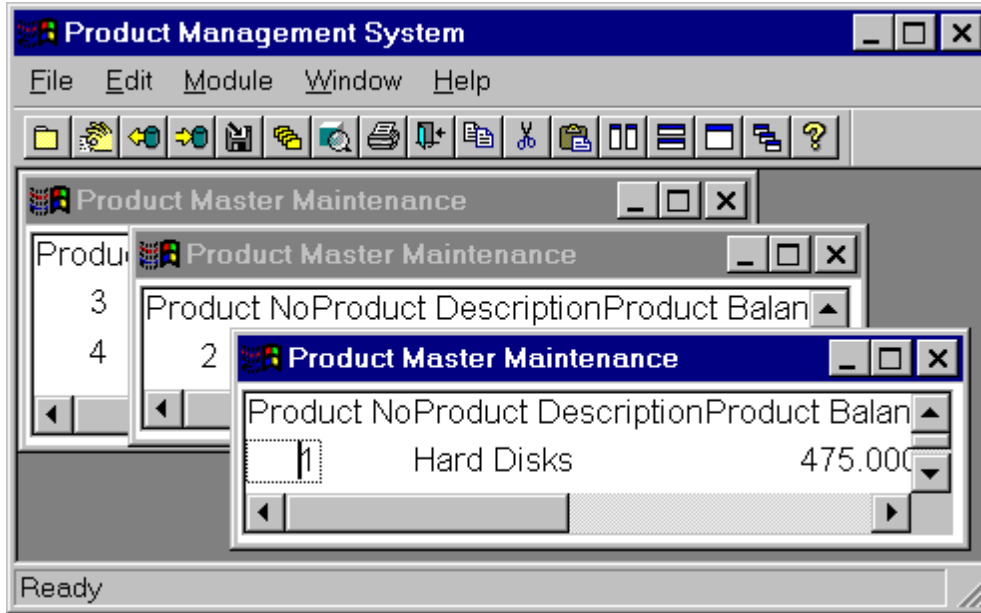 Product Management System
File Edit Module Window Help
Product Master Maintenance
Produ
3
4
Product Master Maintenance
Product NoProduct DescriptionProduct Balan
2
Product Master Maintenance
Product NoProduct DescriptionProduct Balan
1 Hard Disks 475.000
Ready